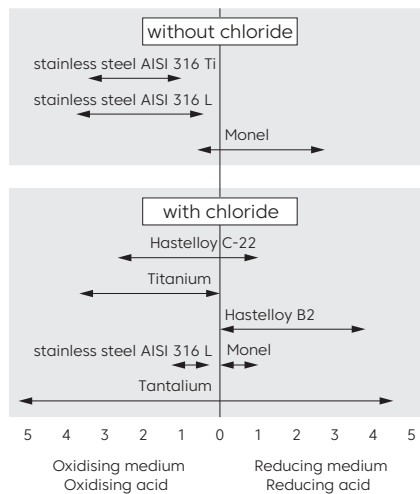 without chloride
stainless steel AISI 316 Ti
stainless steel AISI 316 L
Monel
with chloride
Hastelloy C-22
Titanium
Hastelloy B2
stainless steel AISI 316 L Monel
Tantalium
5 4 3 2 1 0 1 2 3 4 5
Oxidising medium Reducing medium
Oxidising acid Reducing acid